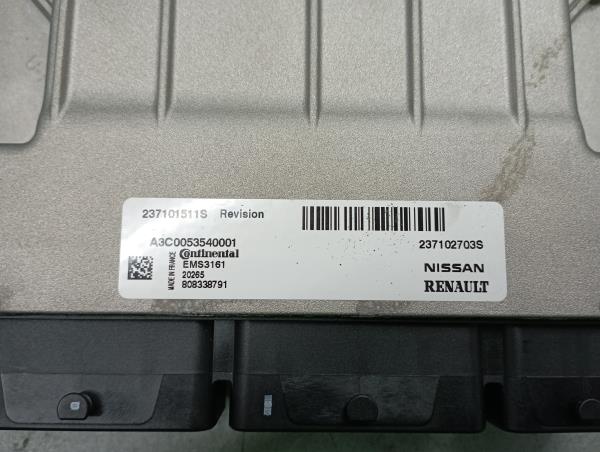 237101511S Revision
A3C0053540001
237102703S
MADE IN FRANCE
Continental
EMS3161
20265
808338791
NISSAN
RENAULT